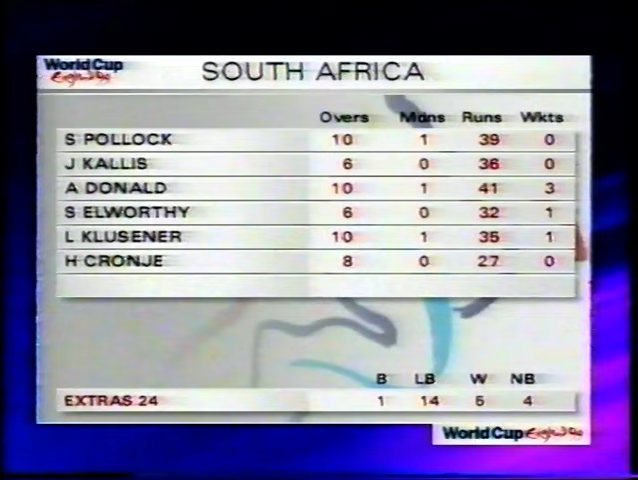 World Cup
SOUTH AFRICA
Overs Mdns Runs Wkts
S POLLOCK 10 1 39 0
J KALLIS 6 0 36 0
A DONALD 10 1 41 3
S ELWORTHY 6 0 32 1
L KLUSENER 10 1 35 1
H CRONJE 8 0 27 0
B LB W NB
EXTRAS 24 1 14 5 4
World Cup